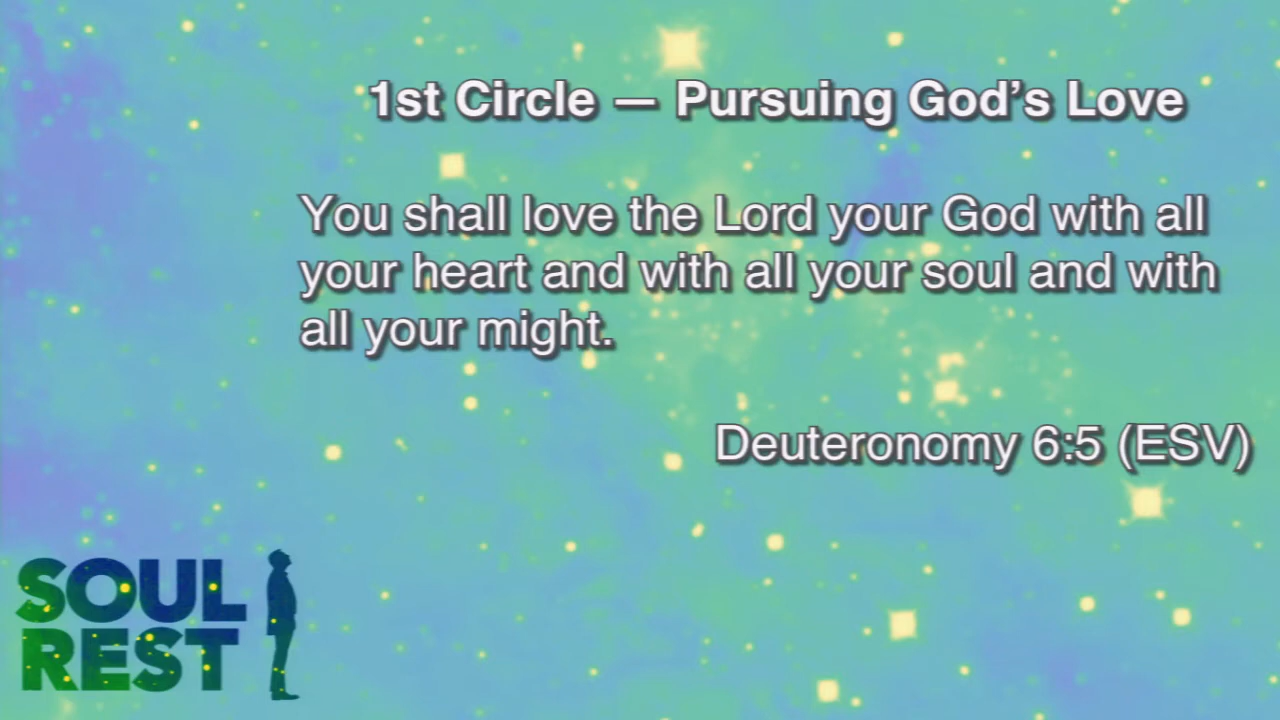 1st Circle — Pursuing God’s Love
You shall love the Lord your God with all
your heart and with all your soul and with
all your might.
Deuteronomy 6:5 (ESV)
SOUL
REST